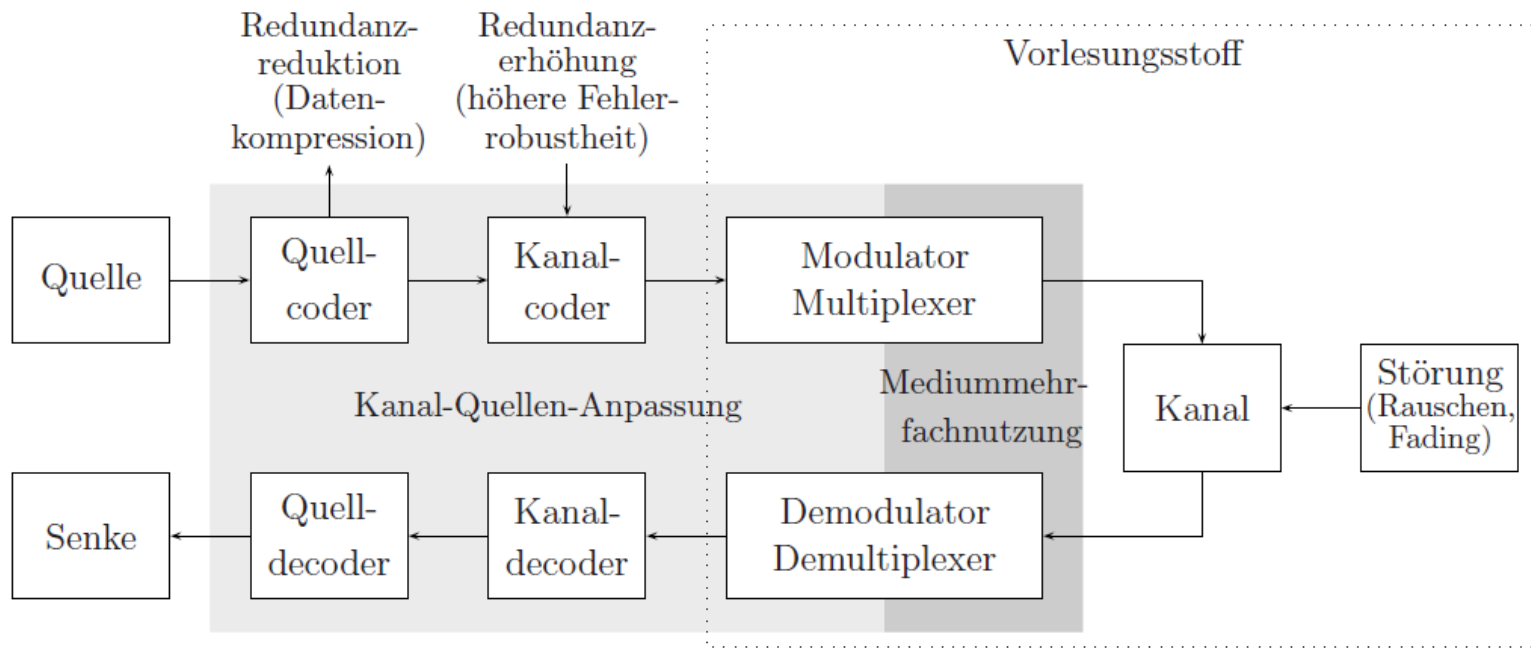 Redundanz-
reduktion
(Daten-
kompression)
Redundanz-
erhöhung
(höhere Fehler-
robustheit)
Vorlesungsstoff
Quelle
Quell-
coder
Kanal-
coder
Modulator
Multiplexer
Kanal-Quellen-Anpassung
Mediummehr-
fachnutzung
Kanal
Störung
(Rauschen,
Fading)
Senke
Quell-
decoder
Kanal-
decoder
Demodulator
Demultiplexer